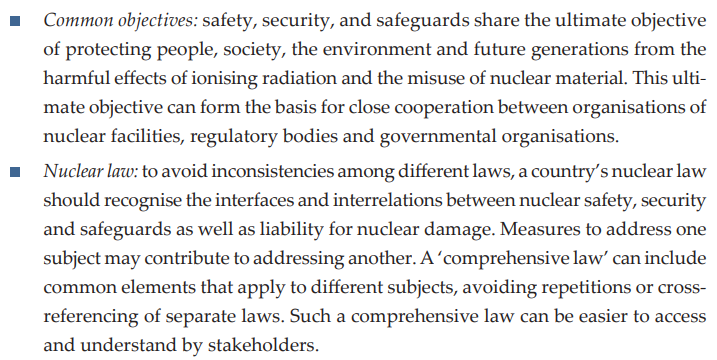 ■ Common objectives: safety, security, and safeguards share the ultimate objective
of protecting people, society, the environment and future generations from the
harmful effects of ionising radiation and the misuse of nuclear material. This ulti-
mate objective can form the basis for close cooperation between organisations of
nuclear facilities, regulatory bodies and governmental organisations.
■ Nuclear law: to avoid inconsistencies among different laws, a country's nuclear law
should recognise the interfaces and interrelations between nuclear safety, security
and safeguards as well as liability for nuclear damage. Measures to address one
subject may contribute to addressing another. A 'comprehensive law' can include
common elements that apply to different subjects, avoiding repetitions or cross-
referencing of separate laws. Such a comprehensive law can be easier to access
and understand by stakeholders.